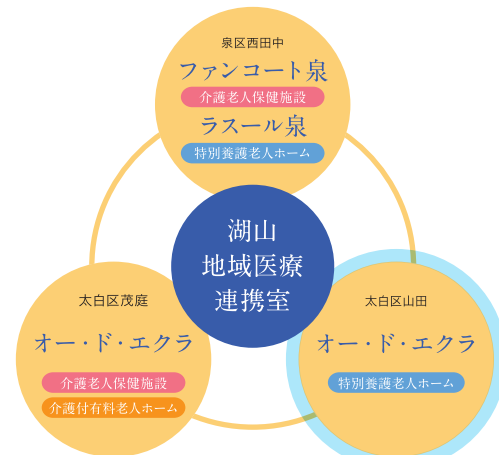 泉区西田中
ファンコート泉
介護老人保健施設
ラスール泉
特別養護老人ホーム
湖山
地域医療
連携室
太白区茂庭
オー・ド・エクラ
介護老人保健施設
介護付有料老人ホーム
太白区山田
オー・ド・エクラ
特別養護老人ホーム